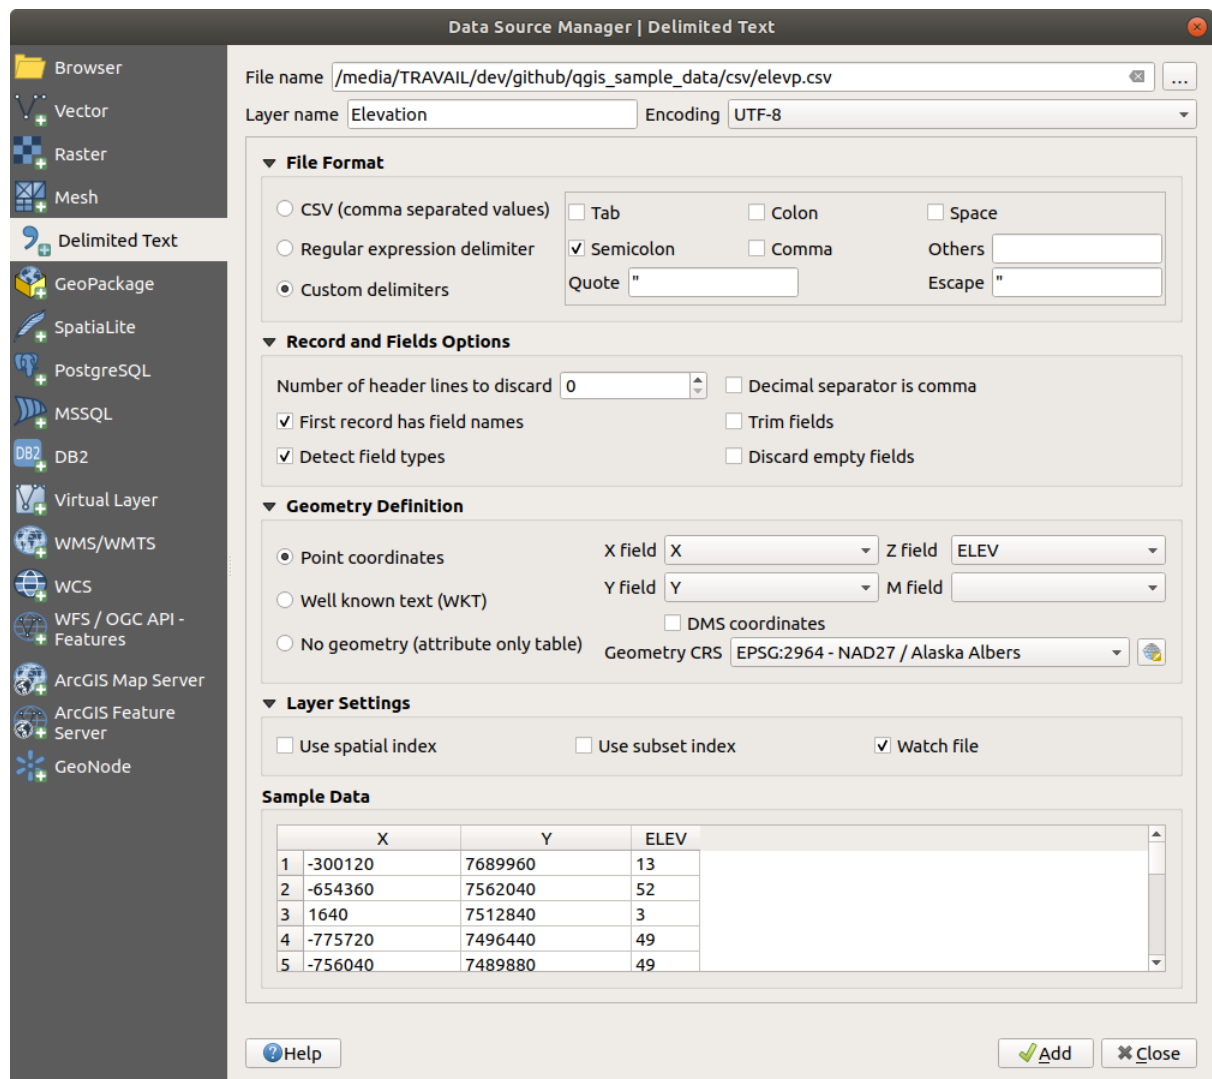 Data Source Manager | Delimited Text
Browser
Vector
Raster
Mesh
Delimited Text
GeoPackage
SpatiaLite
PostgreSQL
MSSQL
DB2
DB2
Virtual Layer
WMS/WMTS
WCS
WFS / OGC API -
Features
ArcGIS Map Server
ArcGIS Feature
Server
GeoNode
File name /media/TRAVAIL/dev/github/qgis_sample_data/csv/elevp.csv ...
Layer name Elevation Encoding UTF-8
File Format
CSV (comma separated values) Tab Colon Space
Regular expression delimiter Semicolon Comma Others
Custom delimiters Quote " Escape "
Record and Fields Options
Number of header lines to discard 0 Decimal separator is comma
First record has field names Trim fields
Detect field types Discard empty fields
Geometry Definition
Point coordinates X field X Z field ELEV
Y field Y M field
Well known text (WKT)
DMS coordinates
No geometry (attribute only table) Geometry CRS EPSG:2964 - NAD27 / Alaska Albers
Layer Settings
Use spatial index Use subset index Watch file
Sample Data
X Y ELEV
1 -300120 7689960 13
2 -654360 7562040 52
3 1640 7512840 3
4 -775720 7496440 49
5 -756040 7489880 49
Help Add Close